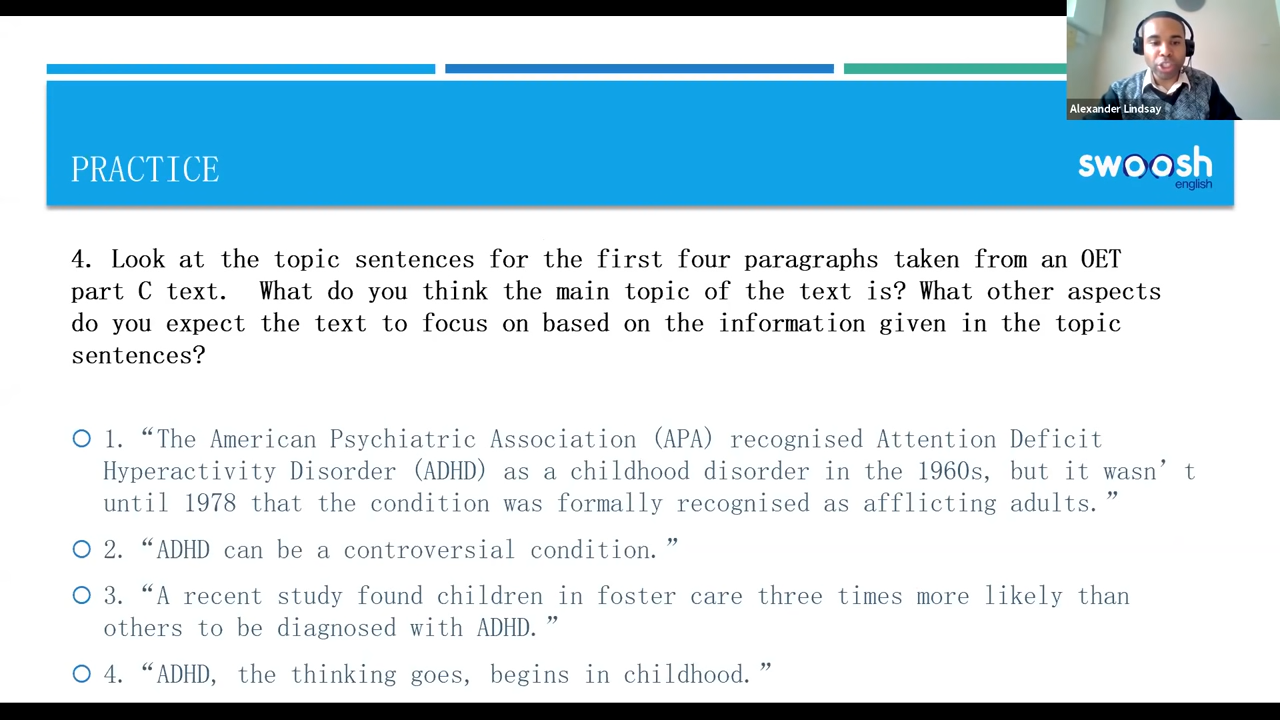 Alexander Lindsay
PRACTICE
swoosh
english
4. Look at the topic sentences for the first four paragraphs taken from an OET
part C text. What do you think the main topic of the text is? What other aspects
do you expect the text to focus on based on the information given in the topic
sentences?
1. “The American Psychiatric Association (APA) recognised Attention Deficit
Hyperactivity Disorder (ADHD) as a childhood disorder in the 1960s, but it wasn’t
until 1978 that the condition was formally recognised as afflicting adults.”
2. “ADHD can be a controversial condition.”
3. “A recent study found children in foster care three times more likely than
others to be diagnosed with ADHD.”
4. “ADHD, the thinking goes, begins in childhood.”